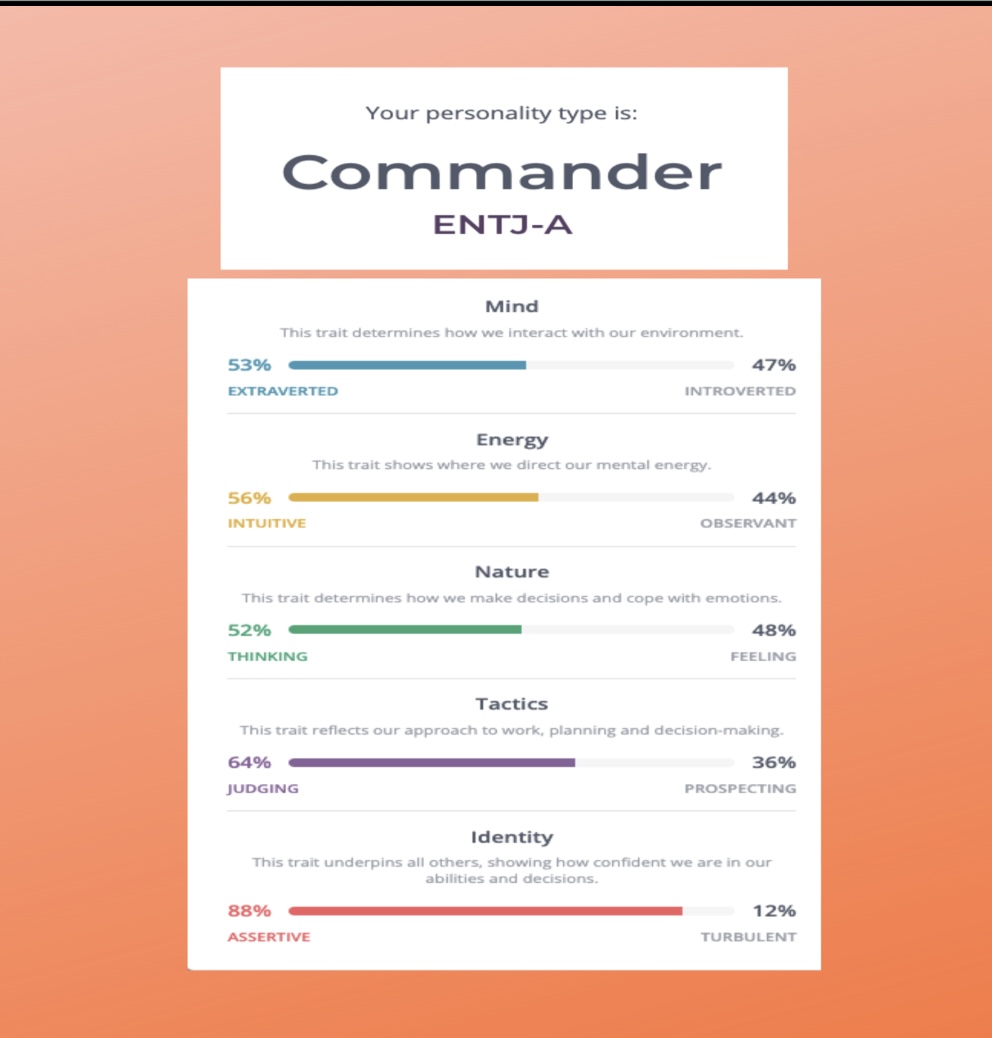 Your personality type is:
Commander
ENTJ-A
Mind
This trait determines how we interact with our environment.
53% 47%
EXTRAVERTED INTROVERTED
Energy
This trait shows where we direct our mental energy.
56% 44%
INTUITIVE OBSERVANT
Nature
This trait determines how we make decisions and cope with emotions.
52% 48%
THINKING FEELING
Tactics
This trait reflects our approach to work, planning and decision-making.
64% 36%
JUDGING PROSPECTING
Identity
This trait underpins all others, showing how confident we are in our
abilities and decisions.
88% 12%
ASSERTIVE TURBULENT